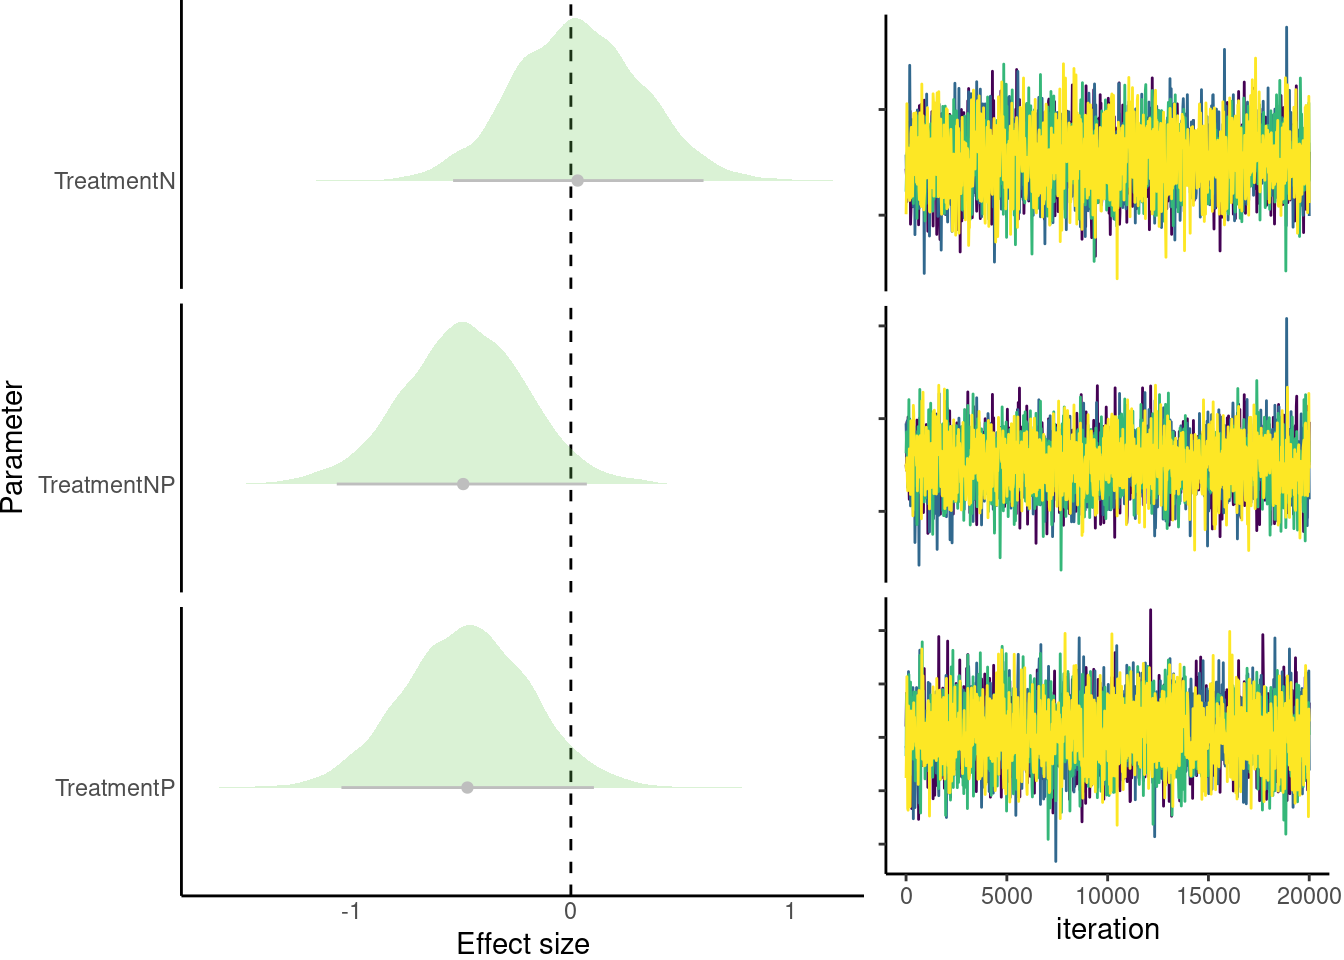 Parameter
TreatmentN
TreatmentNP
TreatmentP
-1 0 1
Effect size
0 5000 10000 15000 20000
iteration